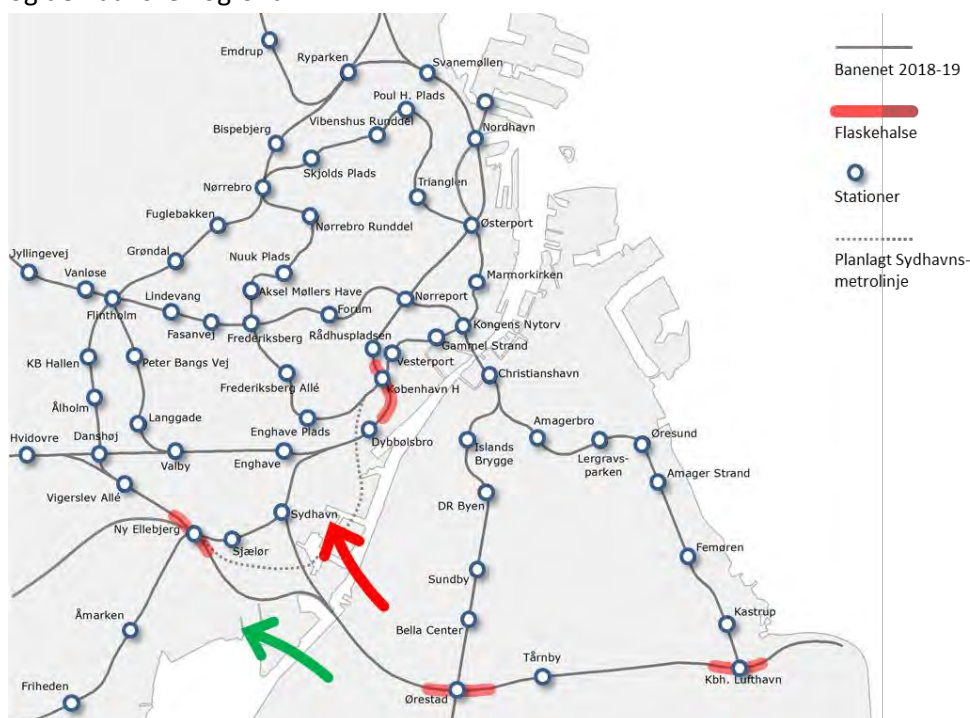 Emdrup
Ryparken
Svanemøllen
Poul H. Plads
Vibenshus Runddel
Nordhavn
Bispebjerg
Skjolds Plads
Nørrebro
Trianglen
Fuglebakken
Nørrebro Runddel
Østerport
Grøndal
Nuuk Plads
Jyllingevej
Vanløse
Marmorkirken
Lindevang
Aksel Møllers Have
Nørreport
Flintholm
Forum
Fasanvej
Frederiksberg
Rådhuspladsen
Kongens Nytorv
Gammel Strand
KB Hallen
Peter Bangs Vej
Vesterport
Christianshavn
Frederiksberg Allé
København H
Ålholm
Langgade
Enghave Plads
Amagerbro
Hvidovre
Danshøj
Dybbølsbro
Islands
Brygge
Øresund
Valby
Enghave
Lergravs-
parken
Amager Strand
Vigerslev Allé
DR Byen
Sydhavn
Ny Ellebjerg
Sjælør
Femøren
Sundby
Åmarken
Bella Center
Kastrup
Tårnby
Friheden
Kbh. Lufthavn
Ørestad
Banenet 2018-19
Flaskehalse
Stationer
Planlagt Sydhavns-
metrolinje